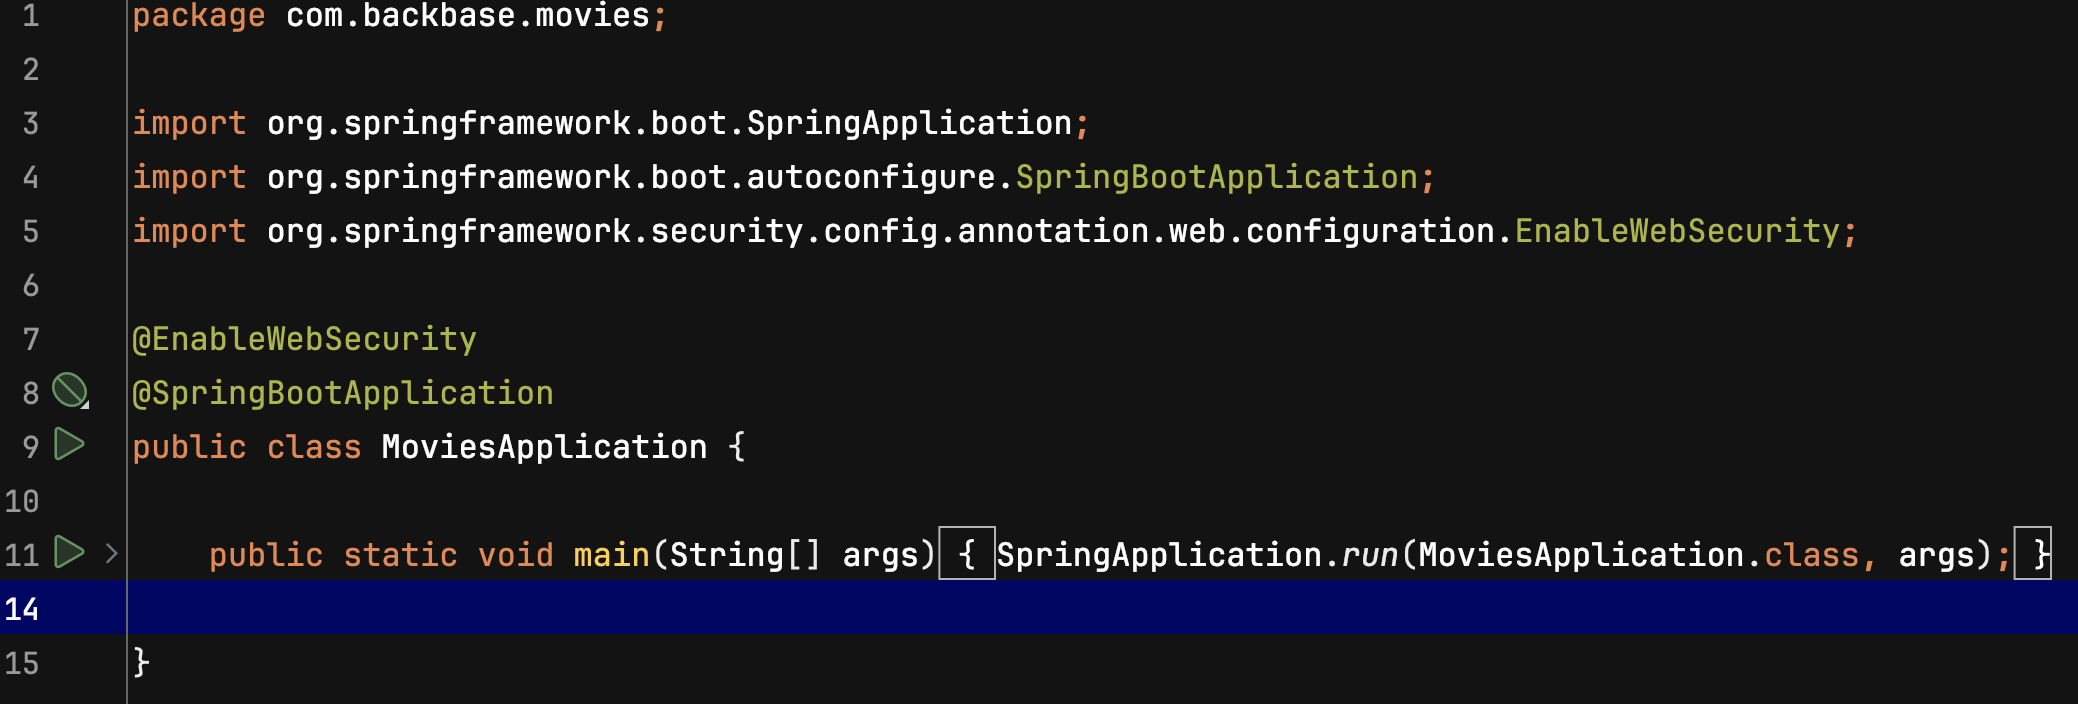 1 package com.backbase.movies;
2
3 import org.springframework.boot.SpringApplication;
4 import org.springframework.boot.autoconfigure.SpringBootApplication;
5 import org.springframework.security.config.annotation.web.configuration.EnableWebSecurity;
6
7 @EnableWebSecurity
8 @SpringBootApplication
9 public class MoviesApplication {
10
11 public static void main(String[] args) { SpringApplication.run(MoviesApplication.class, args); }
14
15 }